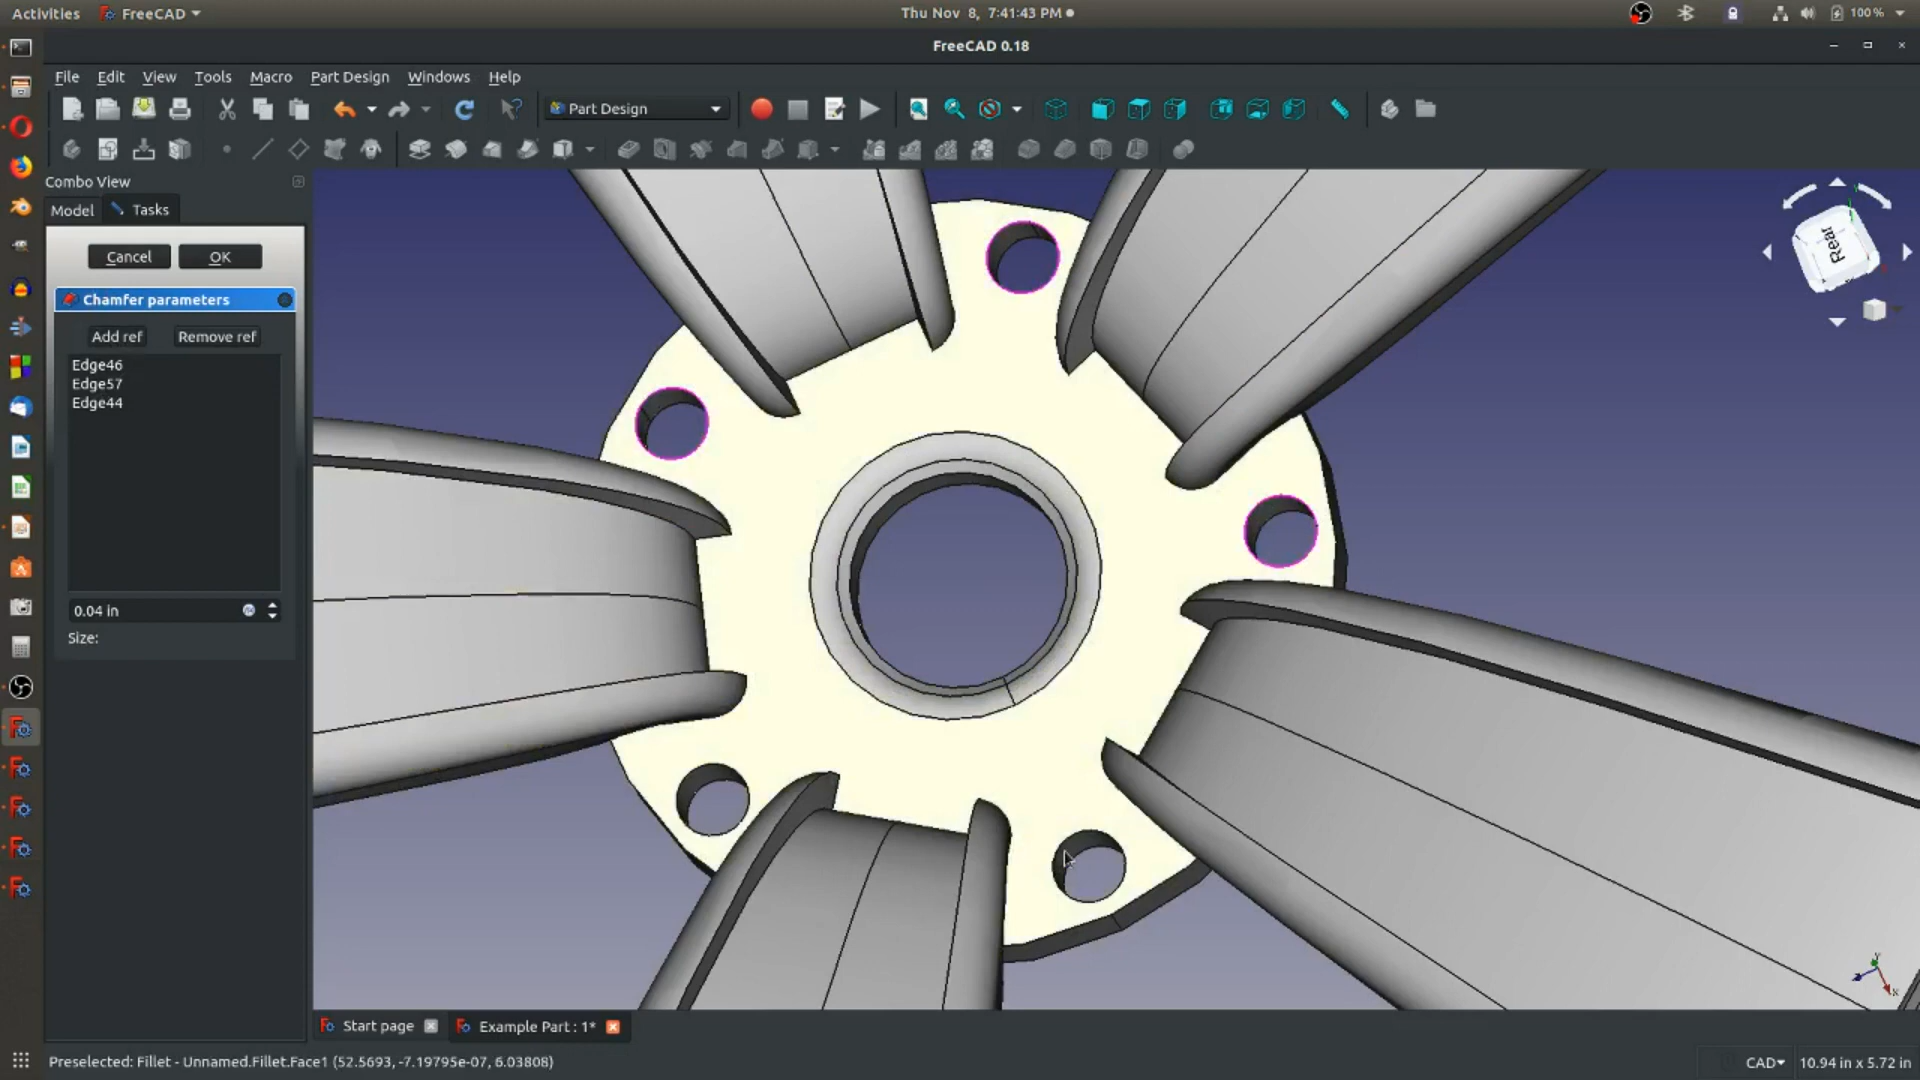 Activities FreeCAD Thu Nov 8, 7:41:43 PM 100%
FreeCAD 0.18
File Edit View Tools Macro Part Design Windows Help
Part Design
Combo View
Model Tasks
Cancel OK
Chamfer parameters
Add ref Remove ref
Edge46
Edge57
Edge44
0.04 in
Size:
Rear
Y
X
Start page Example Part : 1*
Preselected: Fillet - Unnamed.Fillet.Face1 (52.5693, -7.19795e-07, 6.03808) CAD 10.94 in x 5.72 in